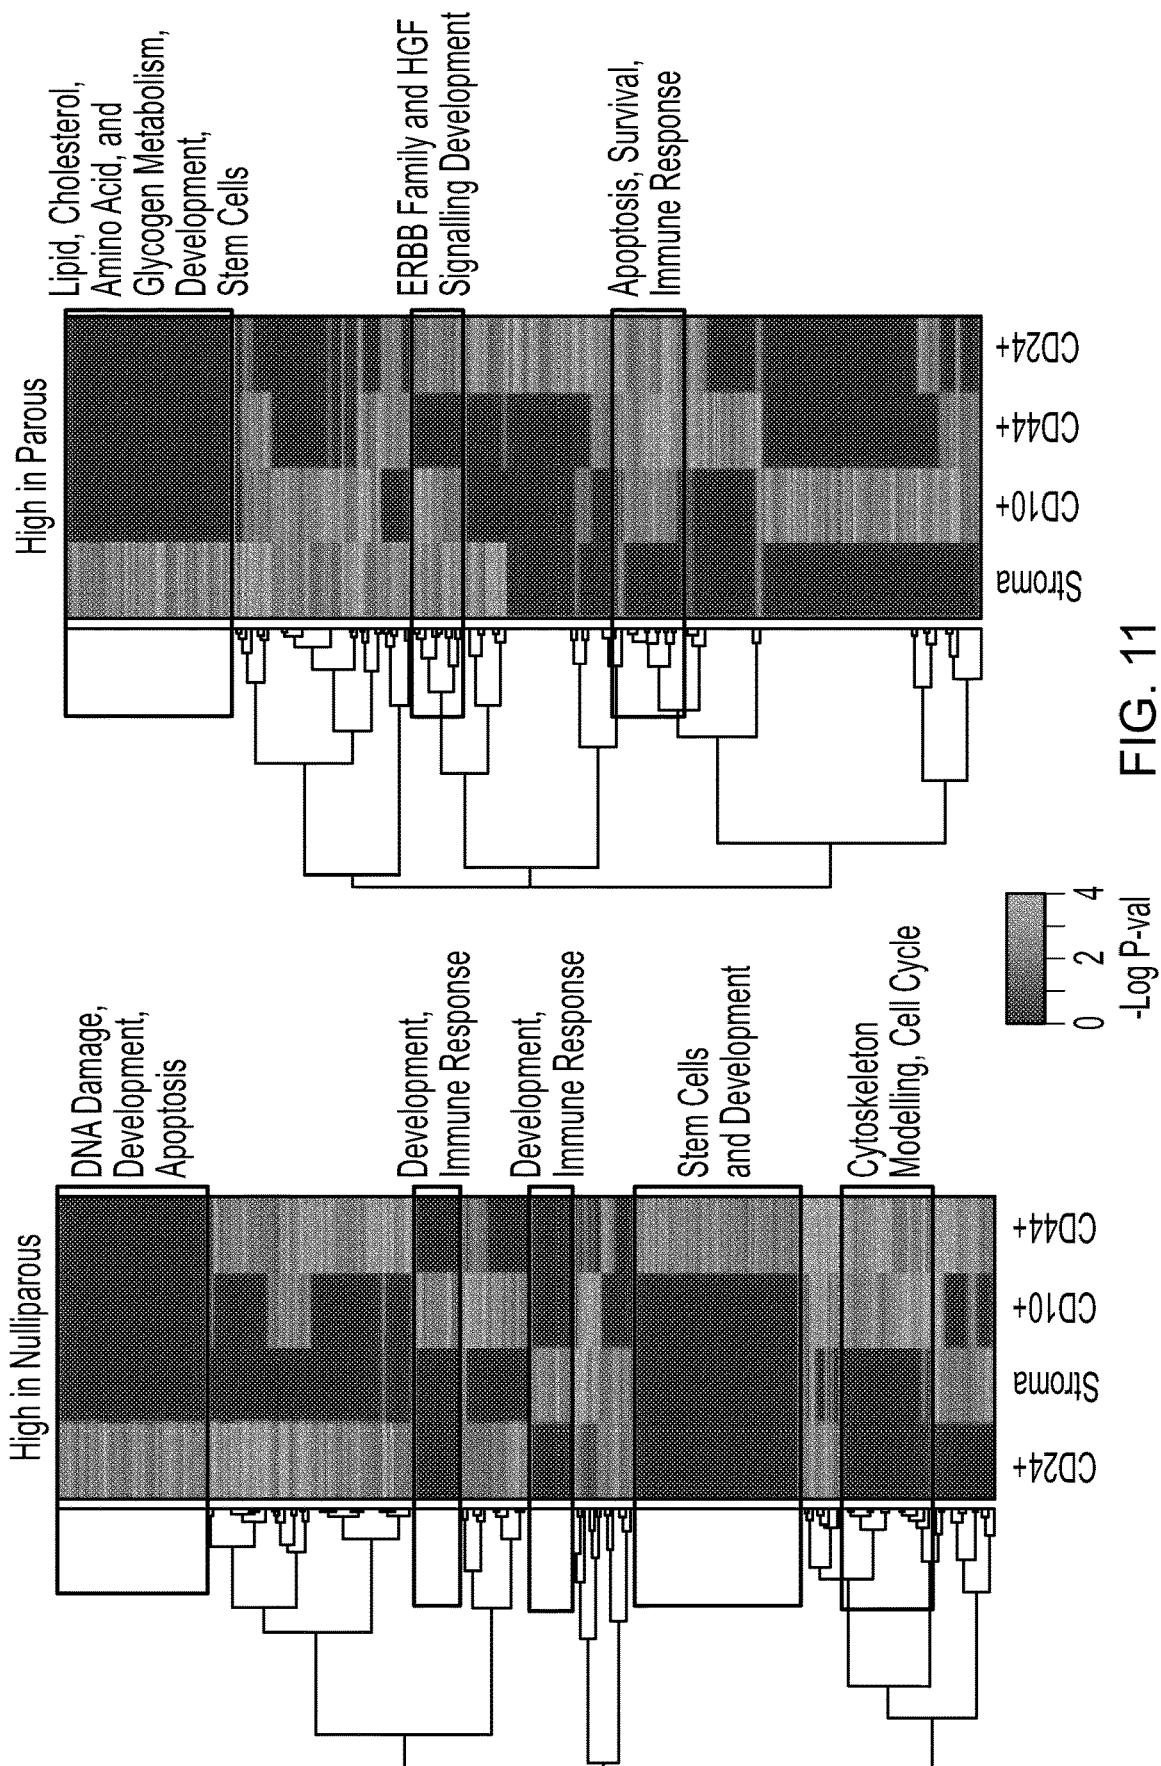 High in Parous
Lipid, Cholesterol,
Amino Acid, and
Glycogen Metabolism,
Development,
Stem Cells
ERBB Family and HGF
Signalling Development
Apoptosis, Survival,
Immune Response
Stroma
CD10+
CD44+
CD24+
High in Nulliparous
DNA Damage,
Development,
Apoptosis
Development,
Immune Response
Development,
Immune Response
Stem Cells
and Development
Cytoskeleton
Modelling, Cell Cycle
CD24+
Stroma
CD10+
CD44+
0 2 4
-Log P-val
FIG. 11